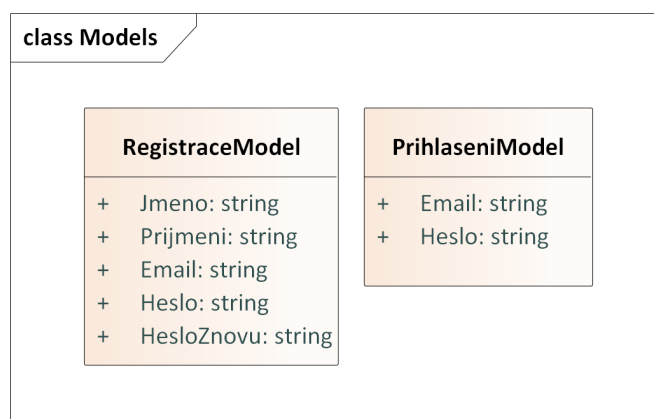 class Models
RegistraceModel
+ Jmeno: string
+ Prijmeni: string
+ Email: string
+ Heslo: string
+ HesloZnovu: string
PrihlaseniModel
+ Email: string
+ Heslo: string